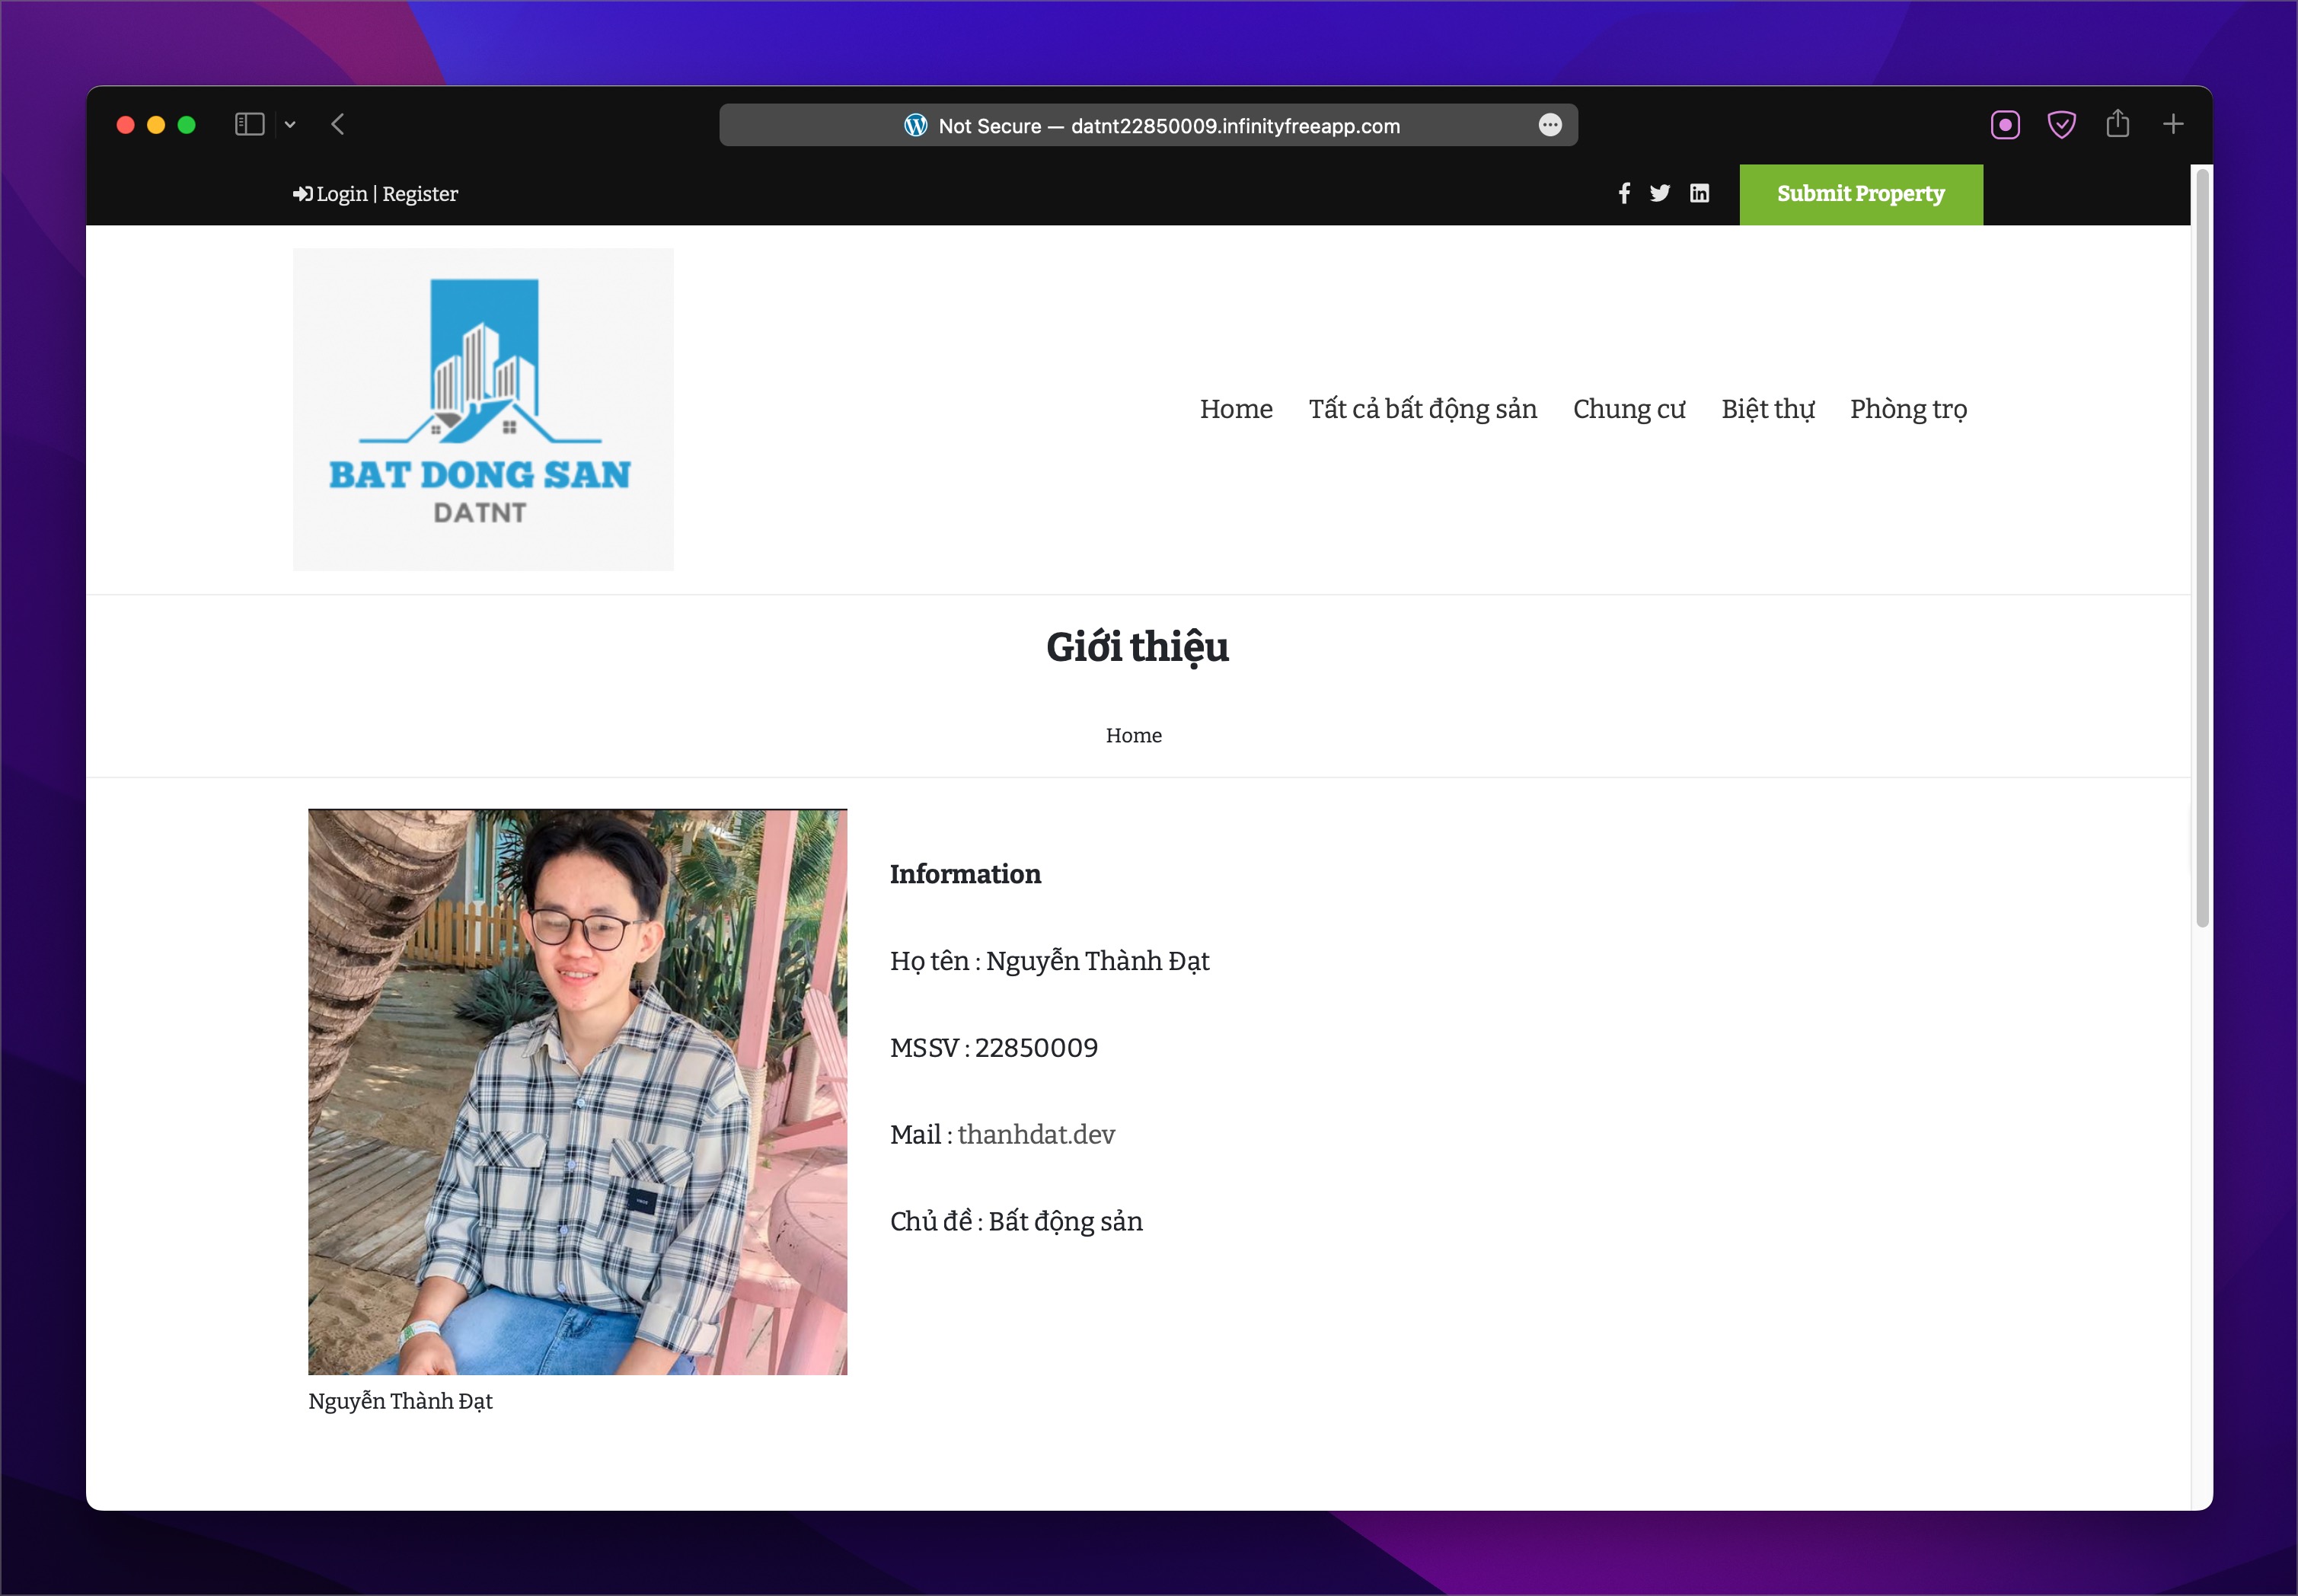 Not Secure — datnt22850009.infinityfreeapp.com
Login | Register
Submit Property
BAT DONG SAN
DATNT
Home Tất cả bất động sản Chung cư Biệt thự Phòng trọ
Giới thiệu
Home
Information
Họ tên : Nguyễn Thành Đạt
MSSV : 22850009
Mail : thanhdat.dev
Chủ đề : Bất động sản
Nguyễn Thành Đạt